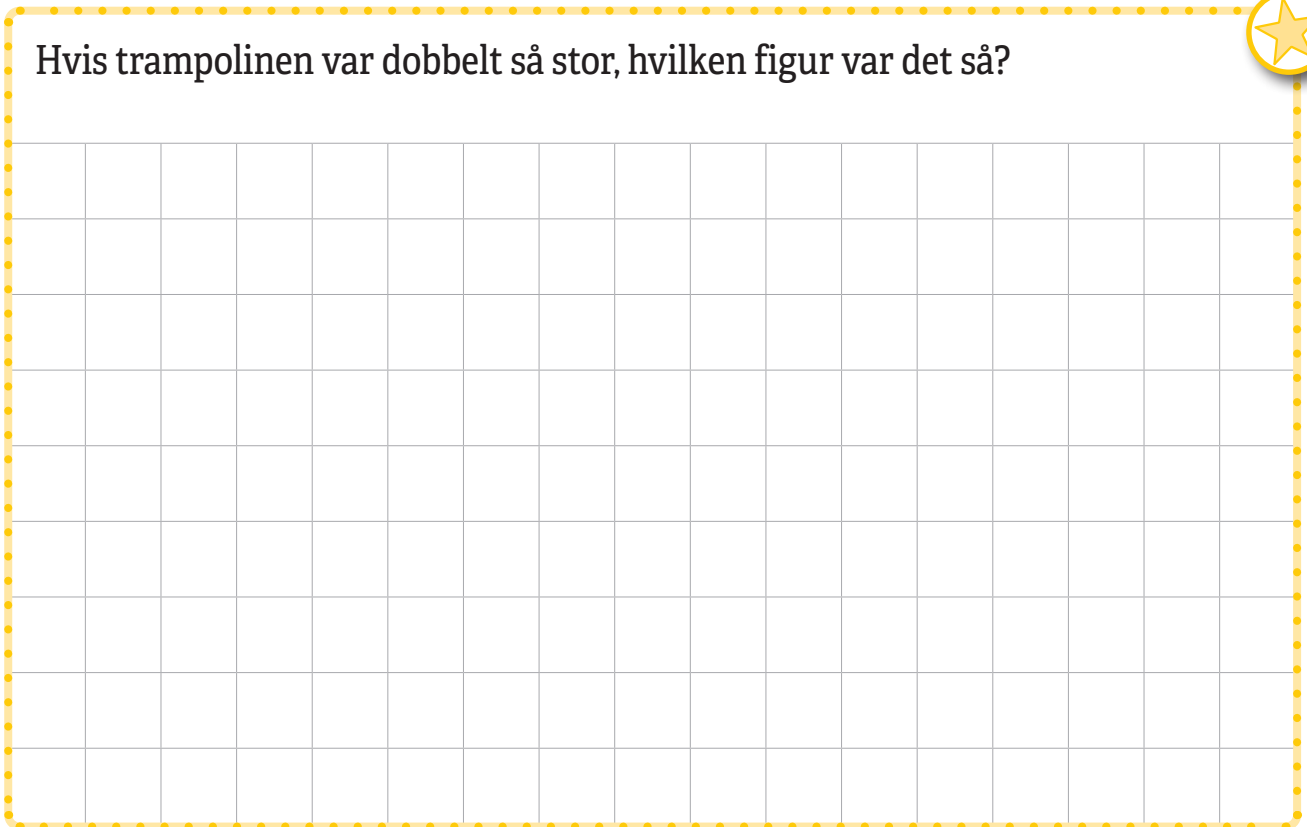 Hvis trampolinen var dobbelt så stor, hvilken figur var det så?